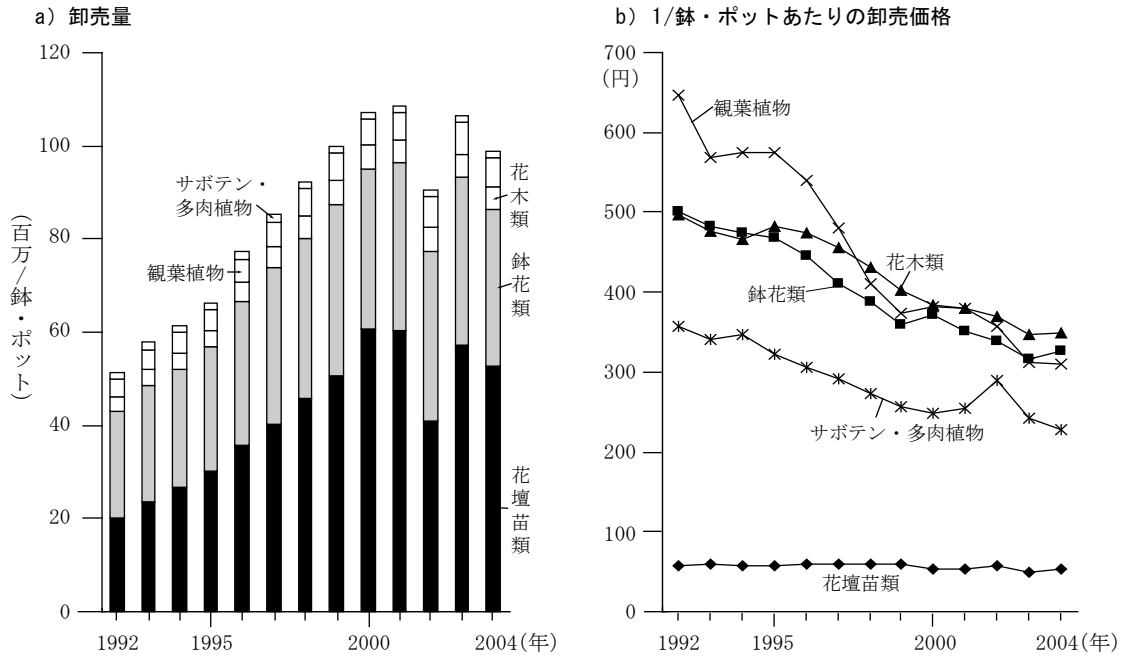 a) 卸売量
120
100
80
60
40
20
0
(百万/鉢・ポット)
サボテン・
多肉植物
観葉植物
花木類
鉢花類
花壇苗類
1992
1995
2000
2004(年)
b) 1/鉢・ポットあたりの卸売価格
700
(円)
600
500
400
300
200
100
0
観葉植物
花木類
鉢花類
サボテン・多肉植物
花壇苗類
1992
1995
2000
2004(年)